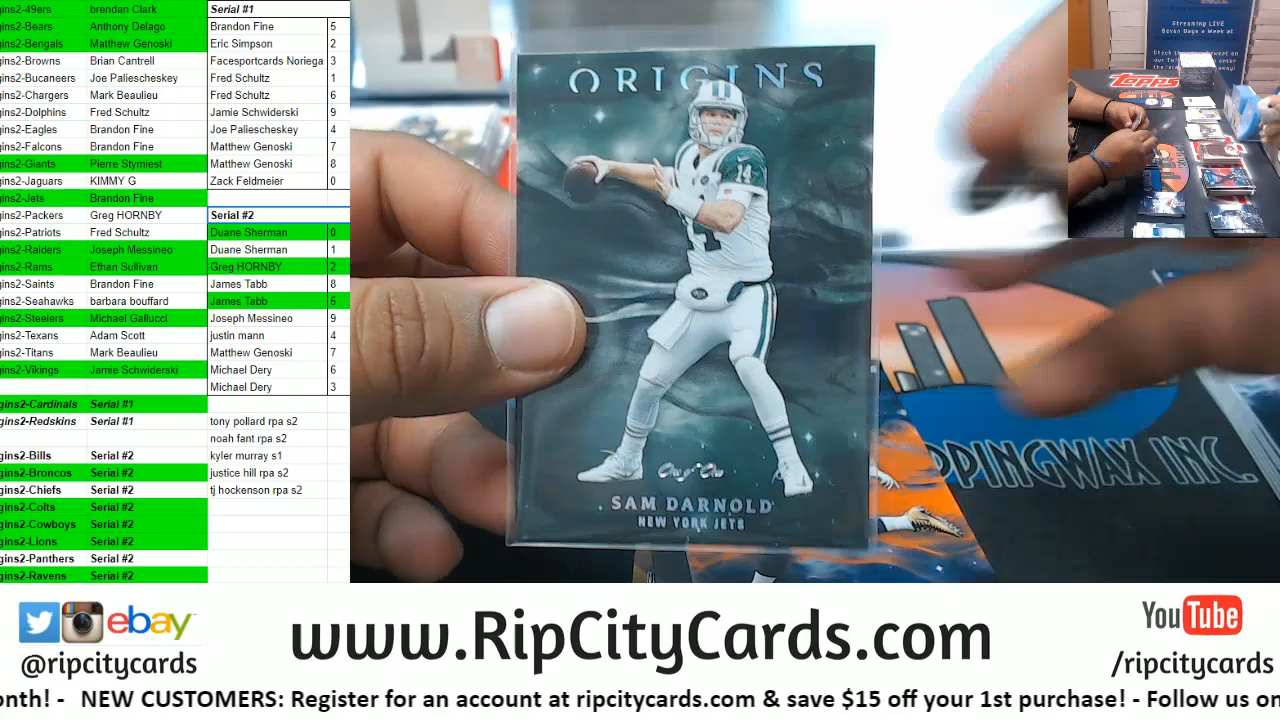 gins2-49ers brendan Clark Serial #1
gins2-Bears Anthony Delago Brandon Fine 5
gins2-Bengals Matthew Genoski Eric Simpson 2
gins2-Browns Brian Cantrell Facesportcards Noriega 3
gins2-Bucaneers Joe Paliescheskey Fred Schultz 1
gins2-Chargers Mark Beaulieu Fred Schultz 6
gins2-Dolphins Fred Schultz Jamie Schwiderski 9
gins2-Eagles Brandon Fine Joe Paliescheskey 4
gins2-Falcons Brandon Fine Matthew Genoski 7
gins2-Giants Pierre Stymiest Matthew Genoski 8
gins2-Jaguars KIMMY G Zack Feldmeier 0
gins2-Jets Brandon Fine
gins2-Packers Greg HORNBY Serial #2
gins2-Patriots Fred Schultz Duane Sherman 0
gins2-Raiders Joseph Messineo Duane Sherman 1
gins2-Rams Ethan Sullivan Greg HORNBY 2
gins2-Saints Brandon Fine James Tabb 8
gins2-Seahawks barbara bouffard James Tabb 5
gins2-Steelers Michael Gallucci Joseph Messineo 9
gins2-Texans Adam Scott justin mann 4
gins2-Titans Mark Beaulieu Matthew Genoski 7
gins2-Vikings Jamie Schwiderski Michael Dery 6
Michael Dery 3
gins2-Cardinals Serial #1
gins2-Redskins Serial #1 tony pollard rpa s2
noah fant rpa s2
gins2-Bills Serial #2 kyler murray s1
gins2-Broncos Serial #2 justice hill rpa s2
gins2-Chiefs Serial #2 tj hockenson rpa s2
gins2-Colts Serial #2
gins2-Cowboys Serial #2
gins2-Lions Serial #2
gins2-Panthers Serial #2
gins2-Ravens Serial #2
ORIGINS
14
SAM DARNOLD
NEW YORK JETS
Streaming LIVE
Seven Days a Week at
Topps
PPINGWAX INC.
ebay
@ripcitycards
www.RipCityCards.com
YouTube
/ripcitycards
onth! - NEW CUSTOMERS: Register for an account at ripcitycards.com & save $15 off your 1st purchase! - Follow us on